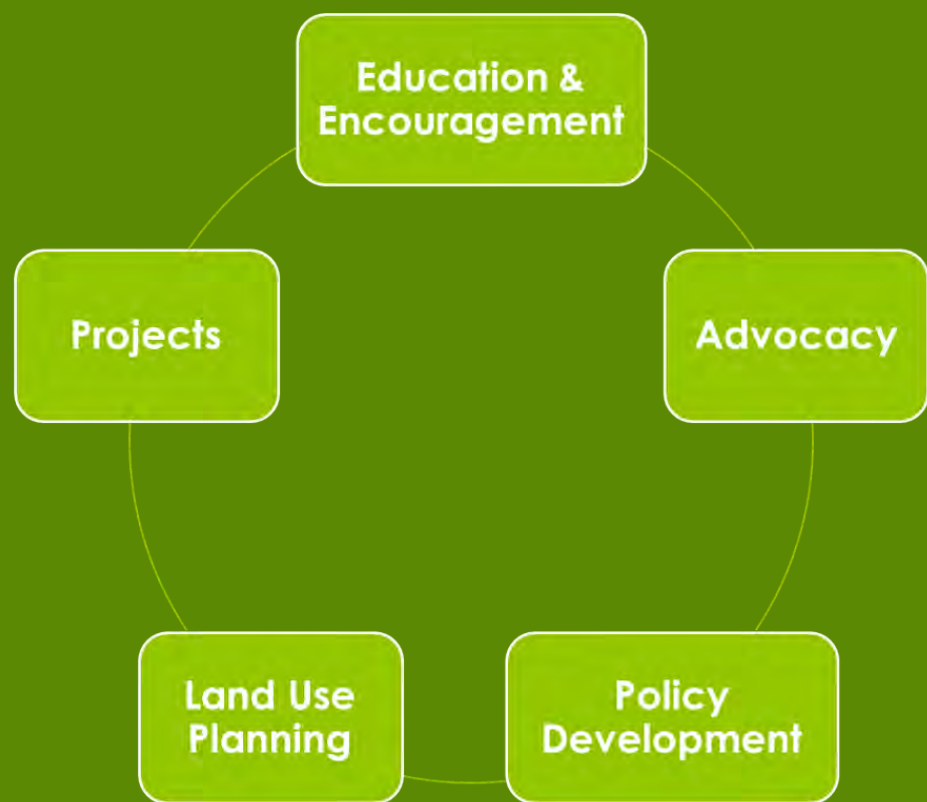 Education &
Encouragement
Projects
Advocacy
Land Use
Planning
Policy
Development